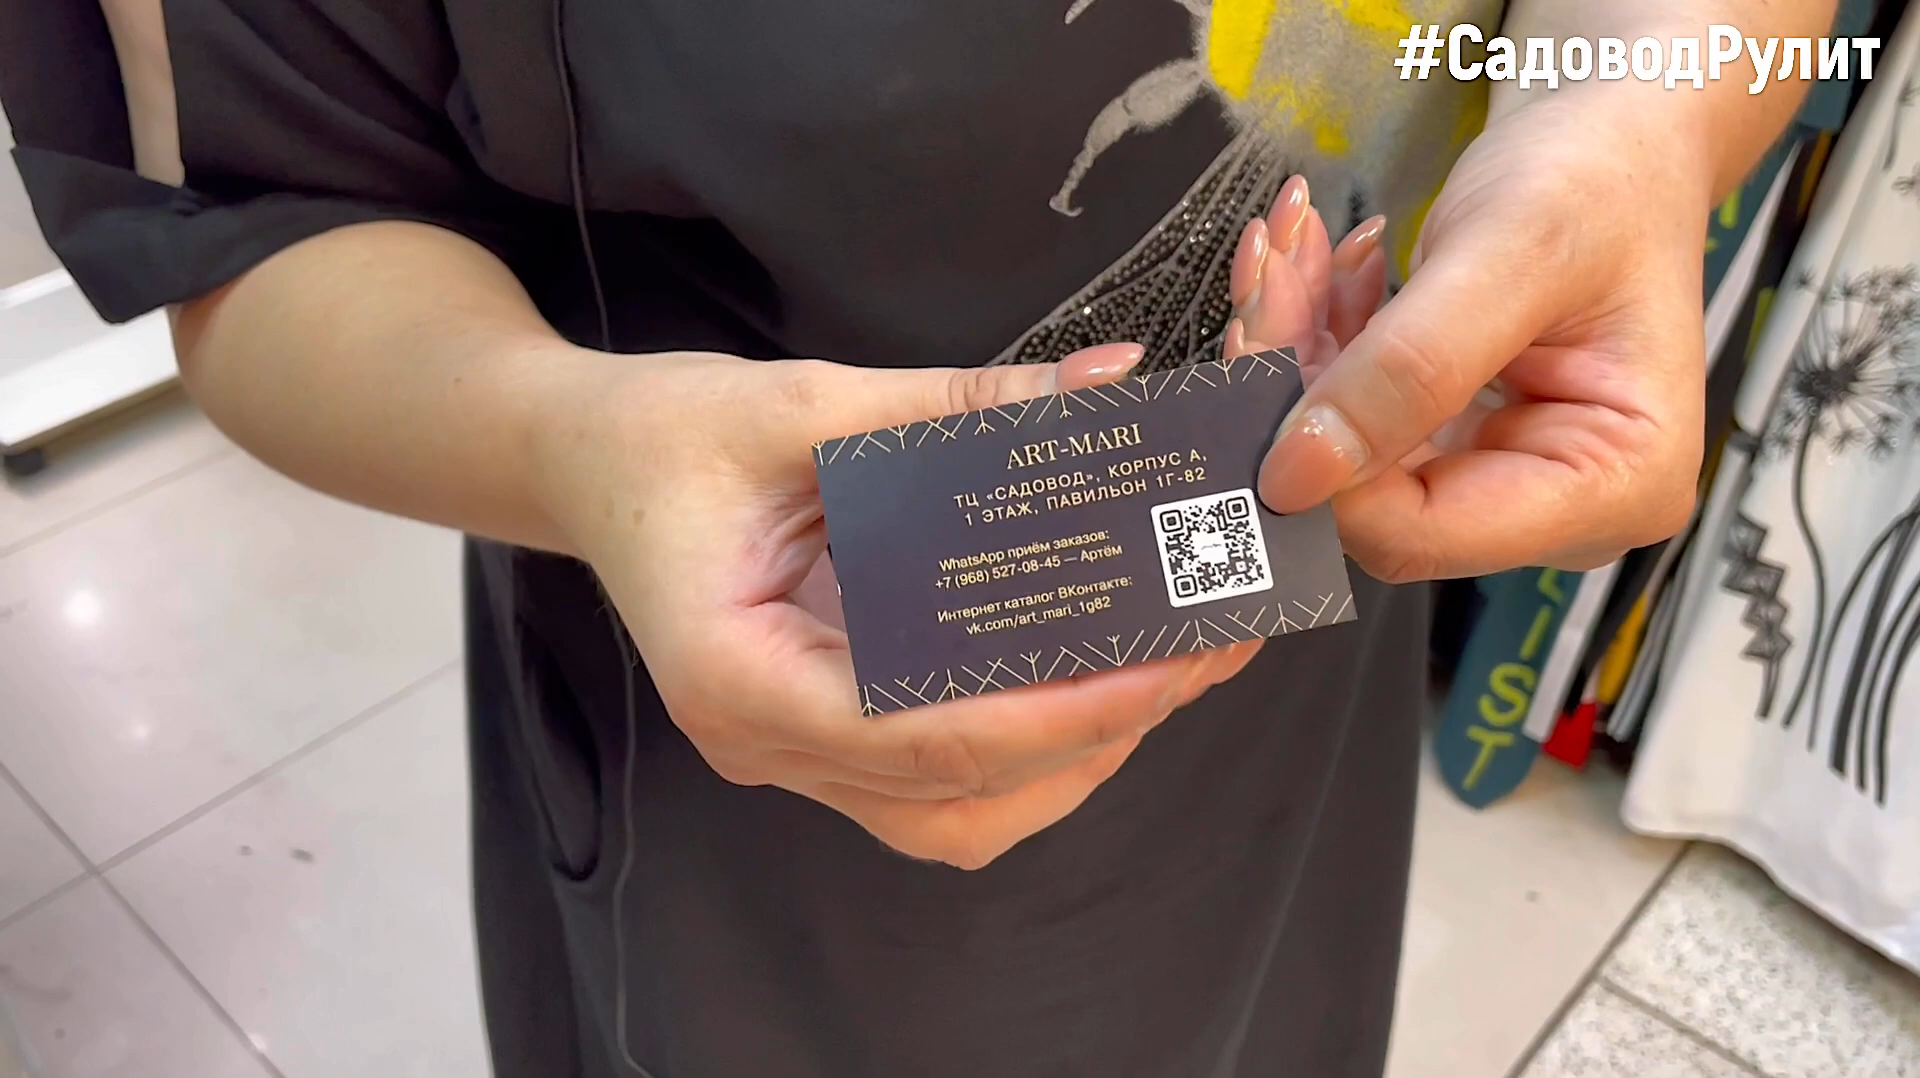 #СадоводРулит
ART-MARI
ТЦ «САДОВОД», КОРПУС А,
1 ЭТАЖ, ПАВИЛЬОН 1Г-82
WhatsApp приём заказов:
+7 (968) 527-08-45 — Артём
Интернет каталог ВКонтакте:
vk.com/art_mari_1g82
IST